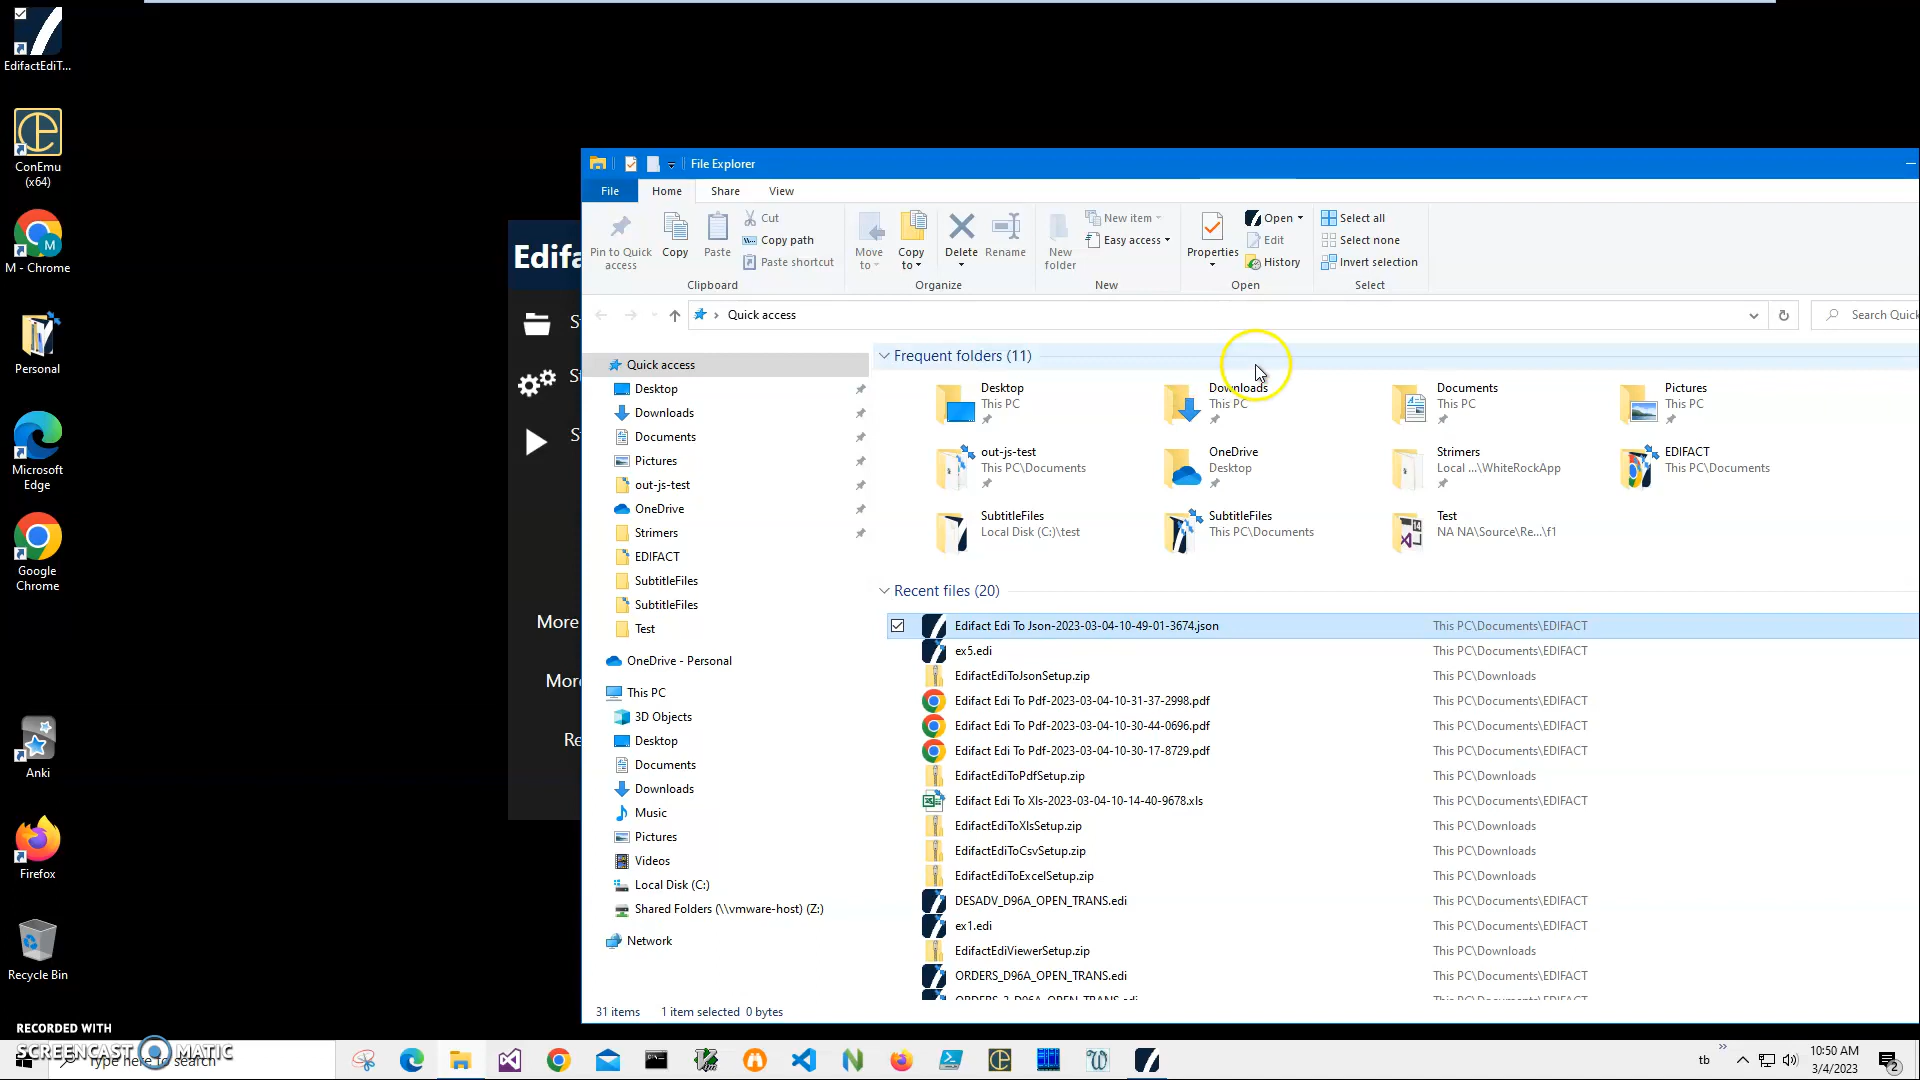 EdifactEdiT...
ConEmu
(x64)
M - Chrome
Personal
Microsoft
Edge
Google
Chrome
Anki
Firefox
Recycle Bin
RECORDED WITH
SCREENCAST MATIC
Edifa
St
St
St
More
More
Re
File Explorer
File Home Share View
Pin to Quick
access
Copy
Paste
Cut
Copy path
Paste shortcut
Clipboard
Move
to
Copy
to
Delete
Rename
Organize
New
folder
New item
Easy access
New
Properties
Open
Edit
History
Open
Select all
Select none
Invert selection
Select
Quick access
Search Quick
Quick access
Desktop
Downloads
Documents
Pictures
out-js-test
OneDrive
Strimers
EDIFACT
SubtitleFiles
SubtitleFiles
Test
OneDrive - Personal
This PC
3D Objects
Desktop
Documents
Downloads
Music
Pictures
Videos
Local Disk (C:)
Shared Folders (\\vmware-host) (Z:)
Network
Frequent folders (11)
Desktop
This PC
Downloads
This PC
Documents
This PC
Pictures
This PC
out-js-test
This PC\Documents
OneDrive
Desktop
Strimers
Local ...\WhiteRockApp
EDIFACT
This PC\Documents
SubtitleFiles
Local Disk (C:)\test
SubtitleFiles
This PC\Documents
Test
NA NA\Source\Re...\f1
Recent files (20)
Edifact Edi To Json-2023-03-04-10-49-01-3674.json This PC\Documents\EDIFACT
ex5.edi This PC\Documents\EDIFACT
EdifactEdiToJsonSetup.zip This PC\Downloads
Edifact Edi To Pdf-2023-03-04-10-31-37-2998.pdf This PC\Documents\EDIFACT
Edifact Edi To Pdf-2023-03-04-10-30-44-0696.pdf This PC\Documents\EDIFACT
Edifact Edi To Pdf-2023-03-04-10-30-17-8729.pdf This PC\Documents\EDIFACT
EdifactEdiToPdfSetup.zip This PC\Downloads
Edifact Edi To Xls-2023-03-04-10-14-40-9678.xls This PC\Documents\EDIFACT
EdifactEdiToXlsSetup.zip This PC\Downloads
EdifactEdiToCsvSetup.zip This PC\Downloads
EdifactEdiToExcelSetup.zip This PC\Downloads
DESADV_D96A_OPEN_TRANS.edi This PC\Documents\EDIFACT
ex1.edi This PC\Documents\EDIFACT
EdifactEdiViewerSetup.zip This PC\Downloads
ORDERS_D96A_OPEN_TRANS.edi This PC\Documents\EDIFACT
ORDERS_2_D96A_OPEN_TRANS.edi This PC\Documents\EDIFACT
31 items 1 item selected 0 bytes
Type here to search
tb
10:50 AM
3/4/2023
2